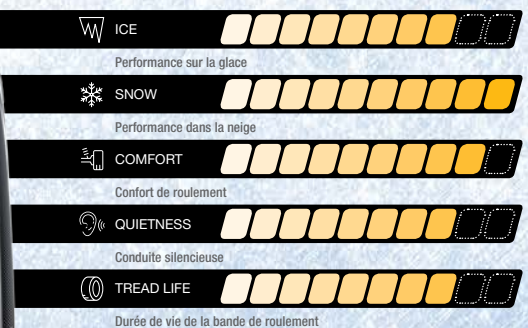 ICE
Performance sur la glace
SNOW
Performance dans la neige
COMFORT
Confort de roulement
QUIETNESS
Conduite silencieuse
TREAD LIFE
Durée de vie de la bande de roulement